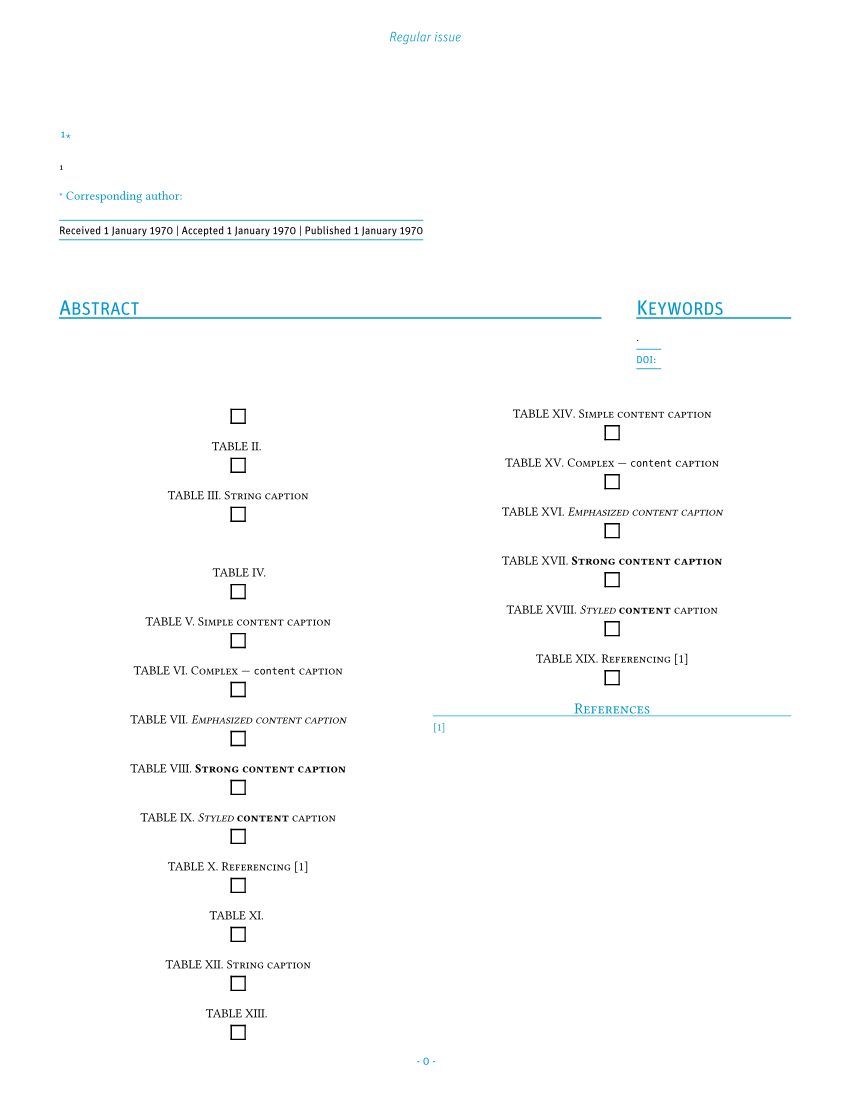 Regular issue
1*
1
* Corresponding author:
Received 1 January 1970 | Accepted 1 January 1970 | Published 1 January 1970
Abstract
Keywords
.
DOI:
TABLE II.
TABLE III. String caption
TABLE IV.
TABLE V. Simple content caption
TABLE VI. Complex — content caption
TABLE VII. Emphasized content caption
TABLE VIII. Strong content caption
TABLE IX. Styled content caption
TABLE X. Referencing [1]
TABLE XI.
TABLE XII. String caption
TABLE XIII.
TABLE XIV. Simple content caption
TABLE XV. Complex — content caption
TABLE XVI. Emphasized content caption
TABLE XVII. Strong content caption
TABLE XVIII. Styled content caption
TABLE XIX. Referencing [1]
References
[1]
- 0 -